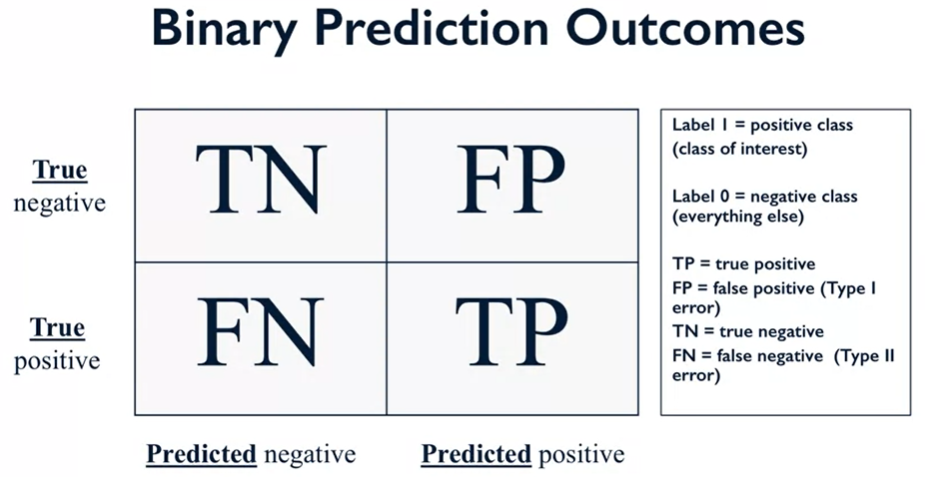 Binary Prediction Outcomes
True
negative
TN
FP
True
positive
FN
TP
Predicted negative
Predicted positive
Label 1 = positive class
(class of interest)
Label 0 = negative class
(everything else)
TP = true positive
FP = false positive (Type I
error)
TN = true negative
FN = false negative (Type II
error)